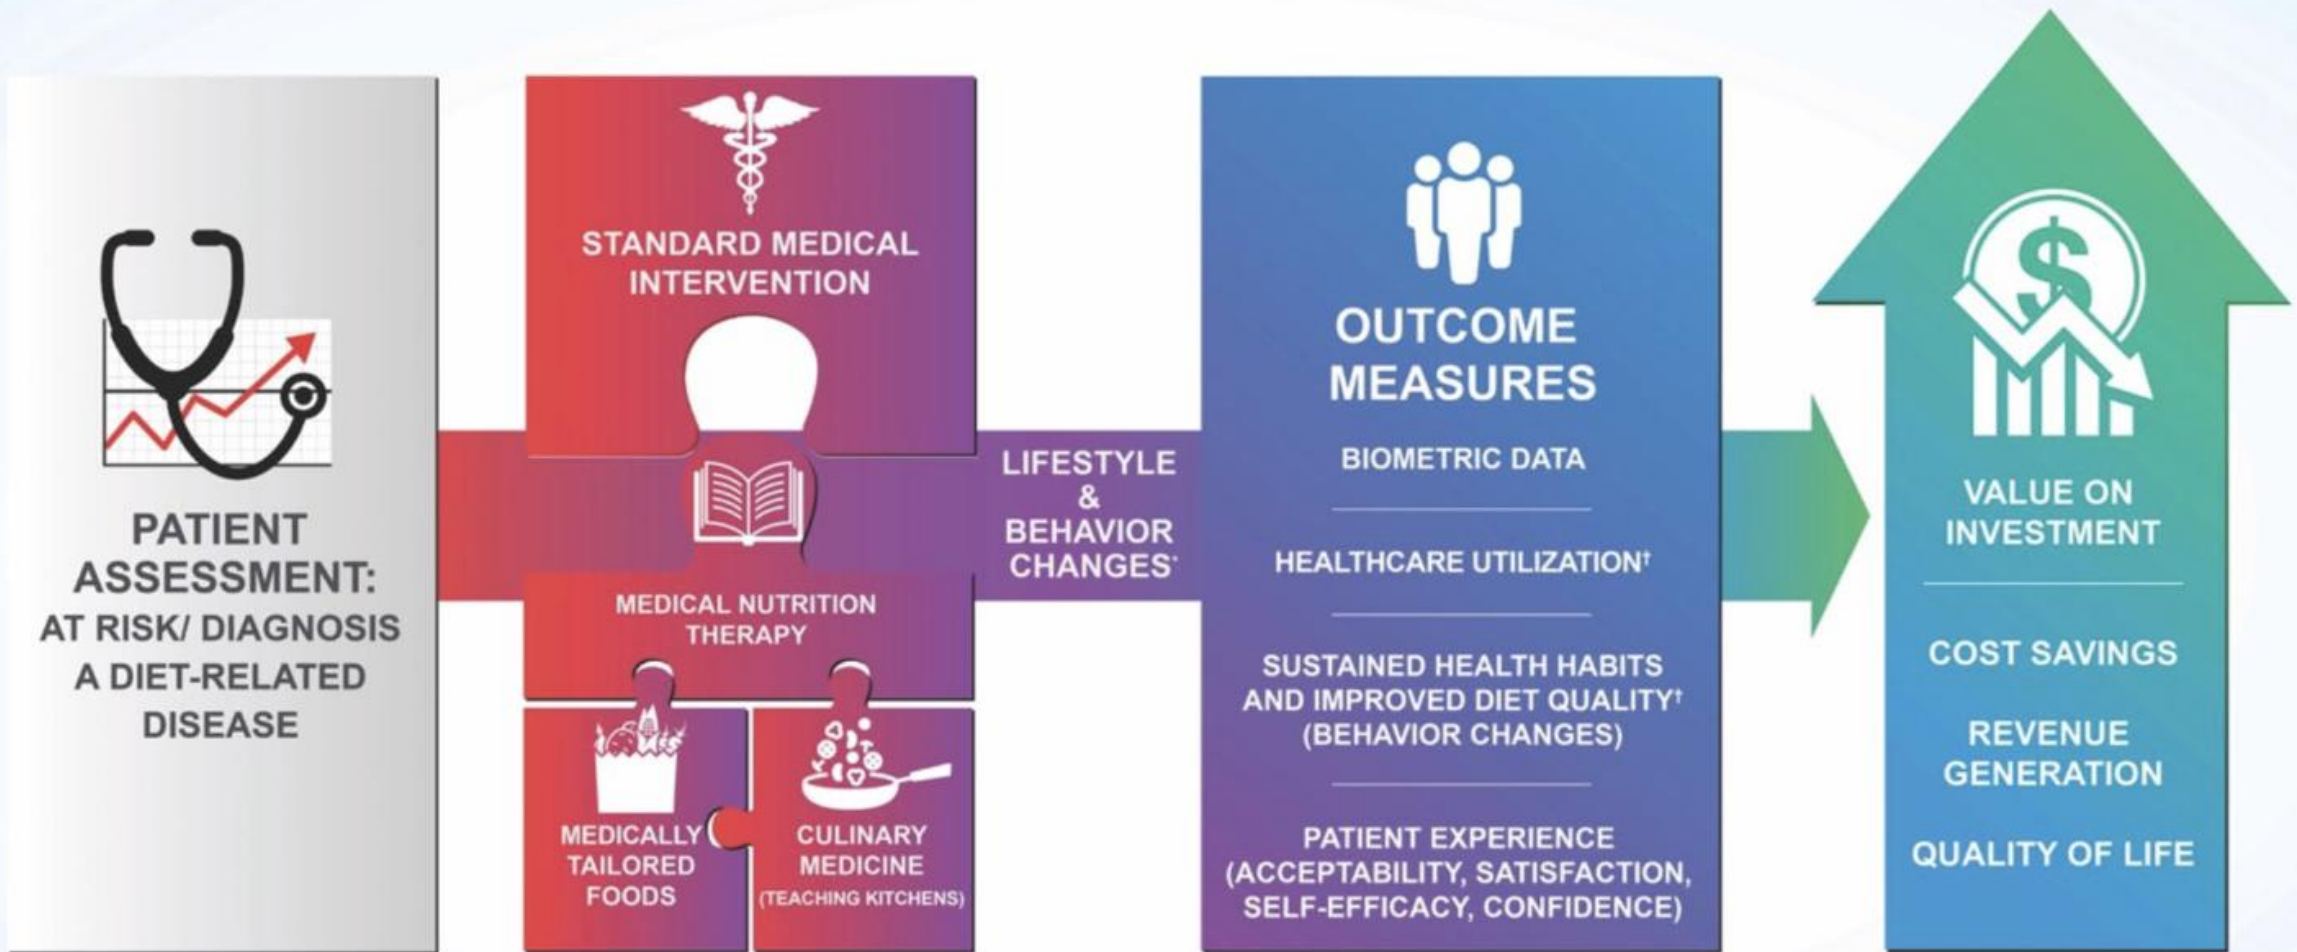 PATIENT
ASSESSMENT:
AT RISK/ DIAGNOSIS
A DIET-RELATED
DISEASE
STANDARD MEDICAL
INTERVENTION
MEDICAL NUTRITION
THERAPY
MEDICALLY
TAILORED
FOODS
CULINARY
MEDICINE
(TEACHING KITCHENS)
LIFESTYLE
&
BEHAVIOR
CHANGES*
OUTCOME
MEASURES
BIOMETRIC DATA
HEALTHCARE UTILIZATION†
SUSTAINED HEALTH HABITS
AND IMPROVED DIET QUALITY†
(BEHAVIOR CHANGES)
PATIENT EXPERIENCE
(ACCEPTABILITY, SATISFACTION,
SELF-EFFICACY, CONFIDENCE)
$
VALUE ON
INVESTMENT
COST SAVINGS
REVENUE
GENERATION
QUALITY OF LIFE